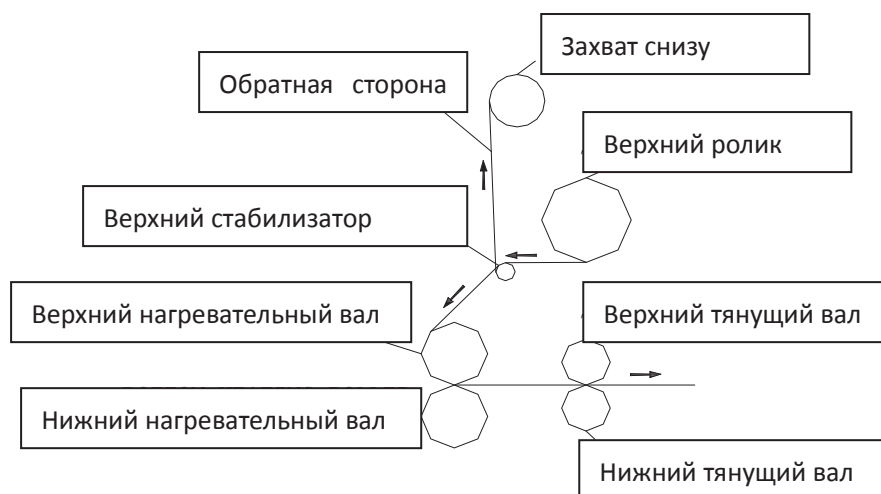 Захват снизу
Обратная сторона
Верхний ролик
Верхний стабилизатор
Верхний нагревательный вал
Верхний тянущий вал
Нижний нагревательный вал
Нижний тянущий вал